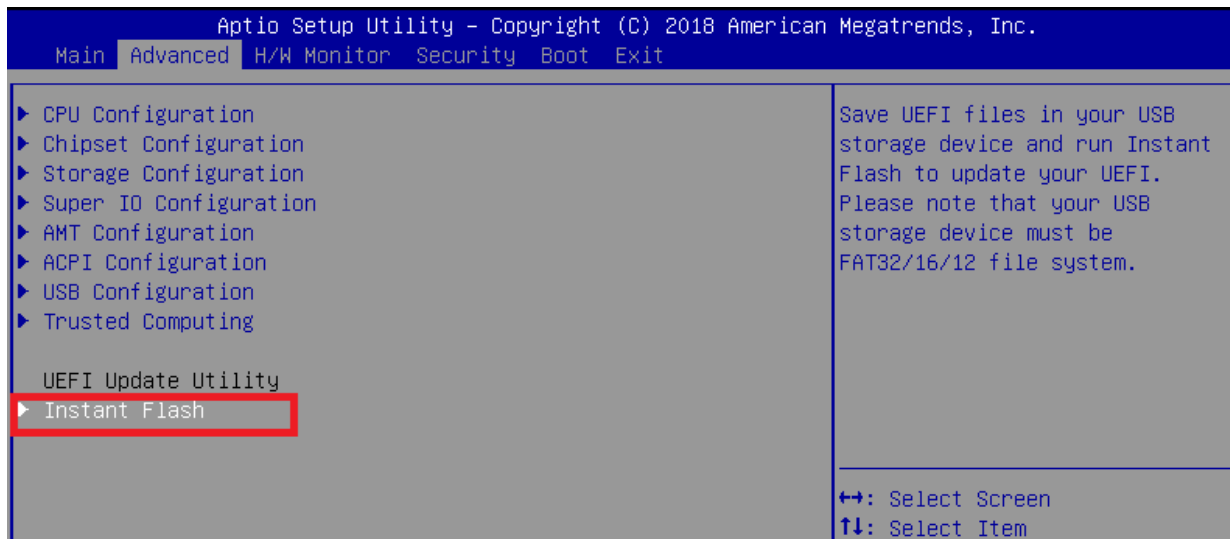 Aptio Setup Utility – Copyright (C) 2018 American Megatrends, Inc.
Main Advanced H/W Monitor Security Boot Exit
CPU Configuration
Chipset Configuration
Storage Configuration
Super IO Configuration
AMT Configuration
ACPI Configuration
USB Configuration
Trusted Computing
UEFI Update Utility
Instant Flash
Save UEFI files in your USB
storage device and run Instant
Flash to update your UEFI.
Please note that your USB
storage device must be
FAT32/16/12 file system.
↔: Select Screen
↑↓: Select Item